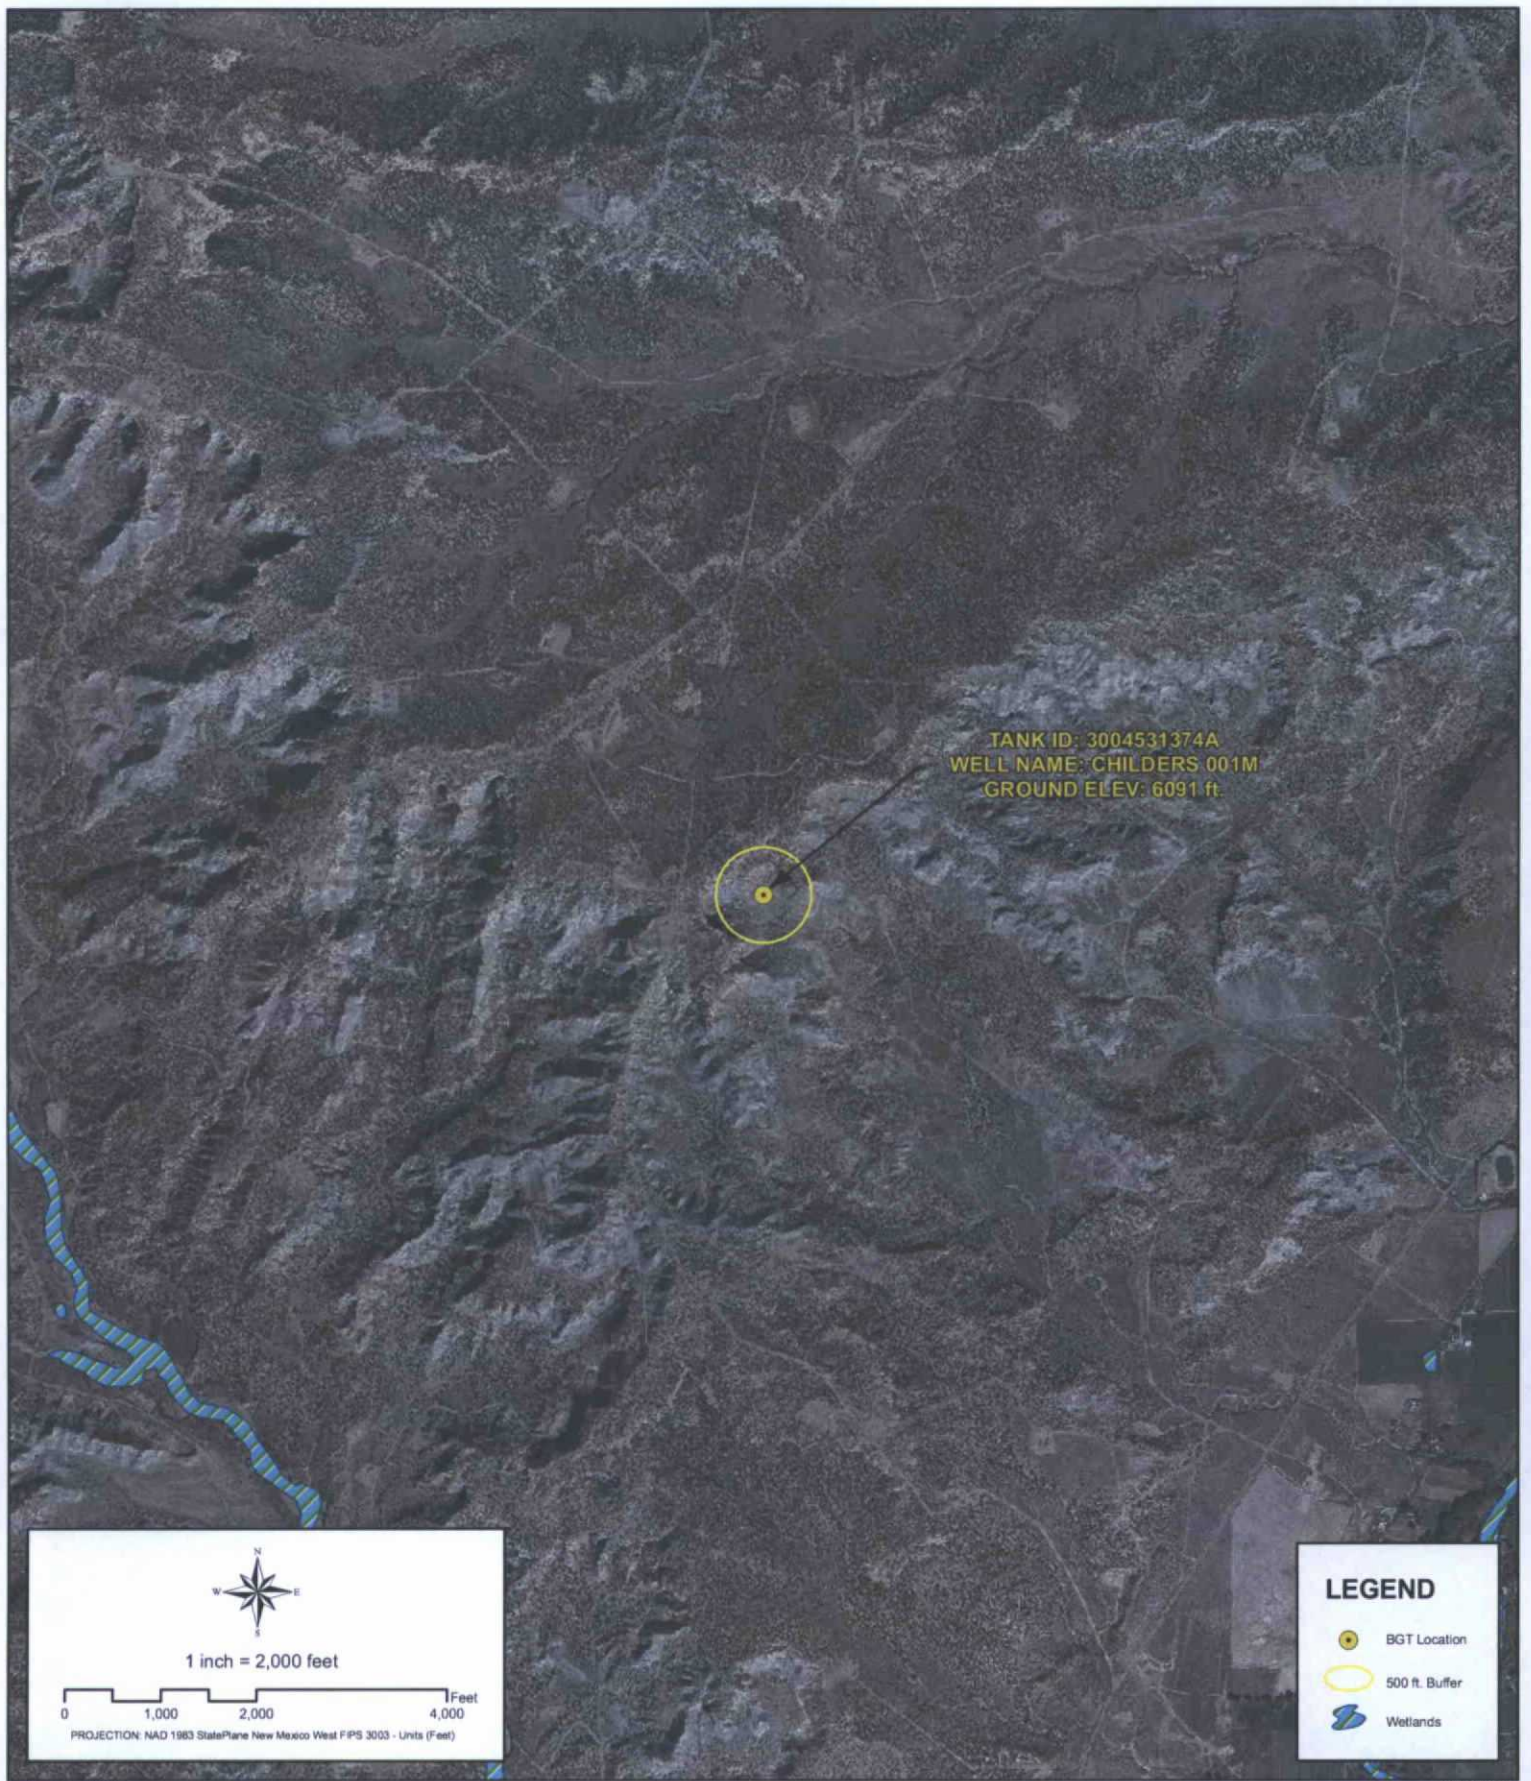 TANK ID: 3004531374A
WELL NAME: CHILDERS 001M
GROUND ELEV: 6091 ft.
N
W E
S
1 inch = 2,000 feet
Feet
0 1,000 2,000 4,000
PROJECTION: NAD 1983 StatePlane New Mexico West FIPS 3003 - Units (Feet)
LEGEND
BGT Location
500 ft. Buffer
Wetlands